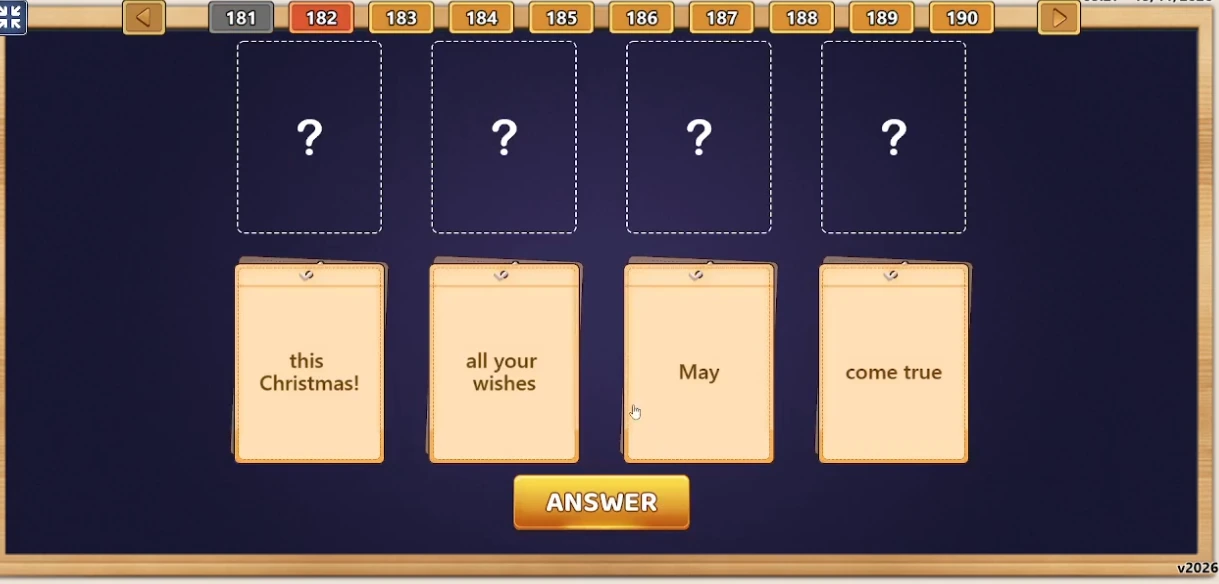 181 182 183 184 185 186 187 188 189 190
? ? ? ?
this
Christmas!
all your
wishes
May
come true
ANSWER
v2026